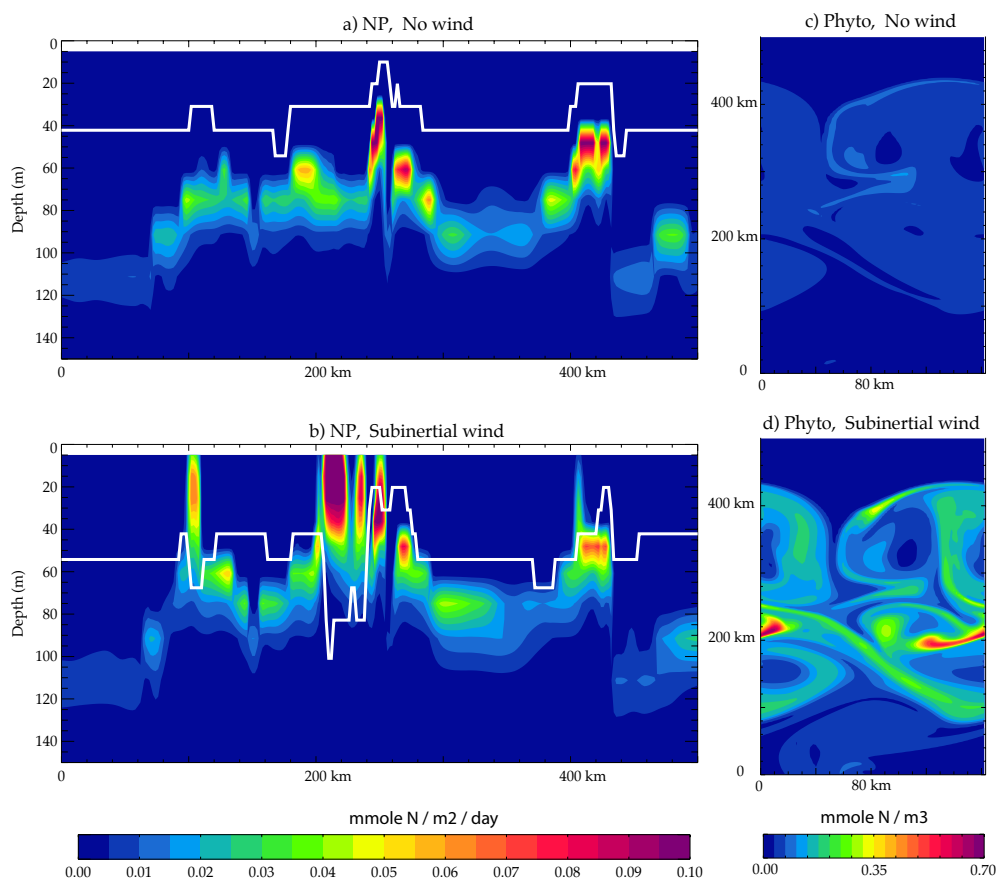 a) NP, No wind
0
20
40
60
80
100
120
140
Depth (m)
0
200 km
400 km
c) Phyto, No wind
400 km
200 km
0
0
80 km
b) NP, Subinertial wind
0
20
40
60
80
100
120
140
Depth (m)
0
200 km
400 km
d) Phyto, Subinertial wind
400 km
200 km
0
0
80 km
mmole N / m2 / day
0.00 0.01 0.02 0.03 0.04 0.05 0.06 0.07 0.08 0.09 0.10
mmole N / m3
0.00 0.35 0.70